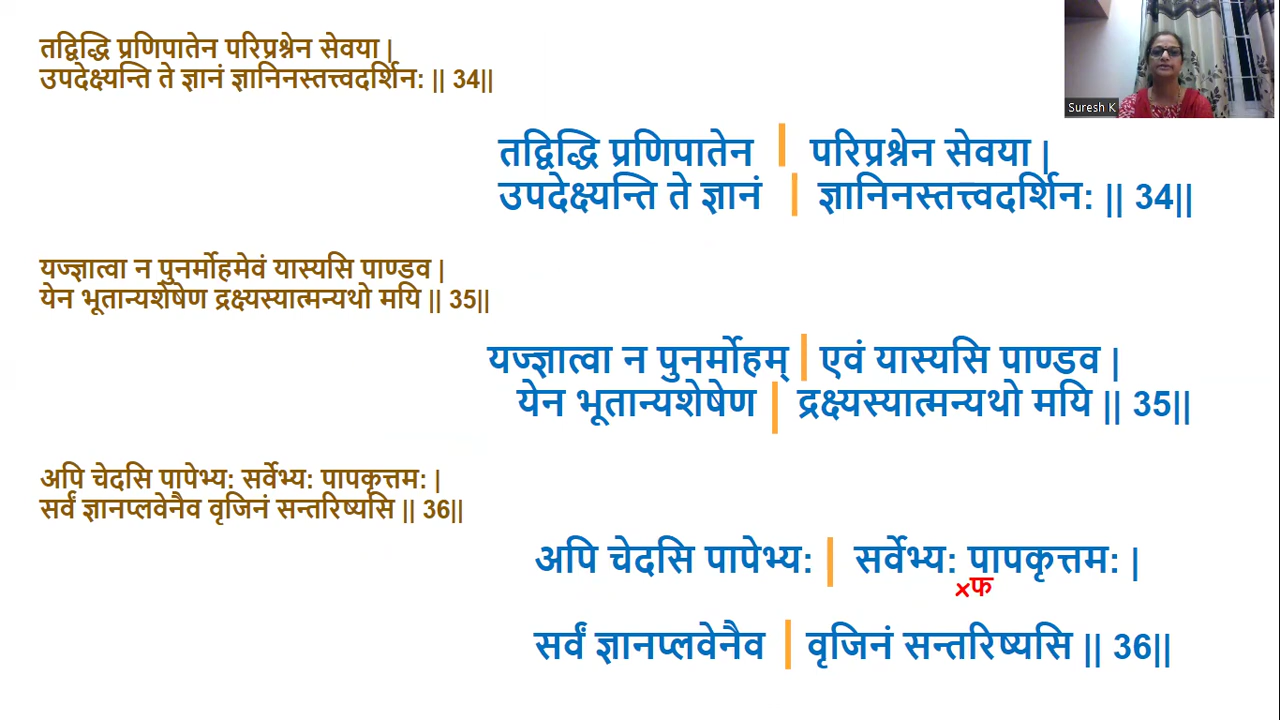 तद्विद्धि प्रणिपातेन परिप्रश्नेन सेवया |
उपदेक्ष्यन्ति ते ज्ञानं ज्ञानिनस्तत्त्वदर्शिन: || 34||
Suresh K
तद्विद्धि प्रणिपातेन | परिप्रश्नेन सेवया |
उपदेक्ष्यन्ति ते ज्ञानं | ज्ञानिनस्तत्त्वदर्शिन: || 34||
यज्ज्ञात्वा न पुनर्मोहमेवं यास्यसि पाण्डव |
येन भूतान्यशेषेण द्रक्ष्यस्यात्मन्यथो मयि || 35||
यज्ज्ञात्वा न पुनर्मोहम् | एवं यास्यसि पाण्डव |
येन भूतान्यशेषेण | द्रक्ष्यस्यात्मन्यथो मयि || 35||
अपि चेदसि पापेभ्य: सर्वेभ्य: पापकृत्तम: |
सर्वं ज्ञानप्लवेनैव वृजिनं सन्तरिष्यसि || 36||
अपि चेदसि पापेभ्य: | सर्वेभ्य: पापकृत्तम: |
×फ
सर्वं ज्ञानप्लवेनैव | वृजिनं सन्तरिष्यसि || 36||